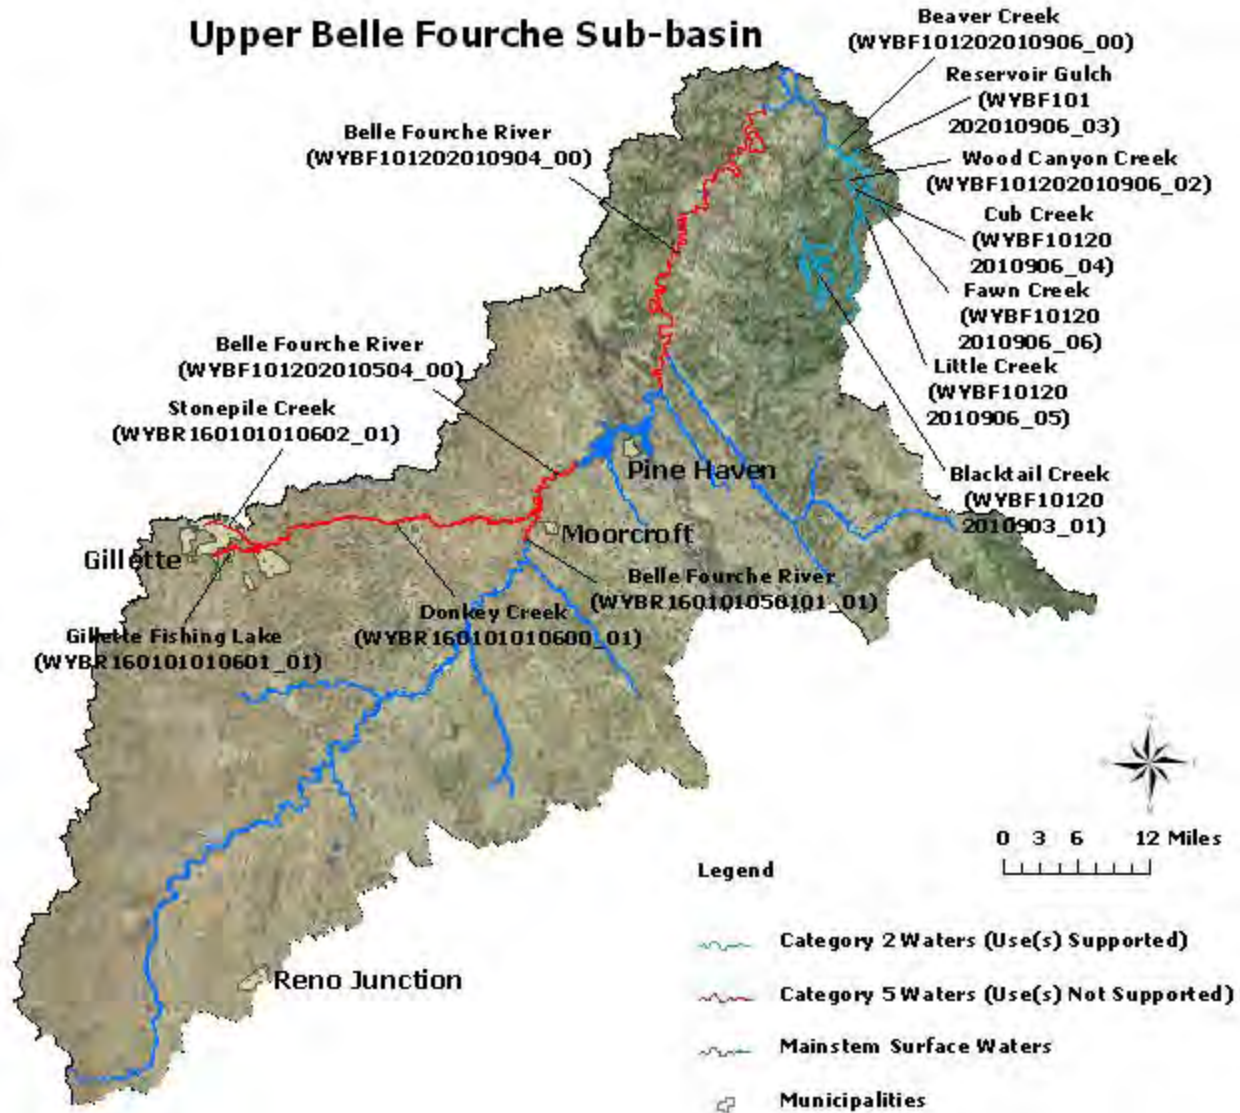 Upper Belle Fourche Sub-basin
Beaver Creek
(WYBF101202010906_00)
Reservoir Gulch
(WYBF101
202010906_03)
Belle Fourche River
(WYBF101202010904_00)
Wood Canyon Creek
(WYBF101202010906_02)
Cub Creek
(WYBF10120
2010906_04)
Fawn Creek
(WYBF10120
2010906_06)
Belle Fourche River
(WYBF101202010504_00)
Little Creek
(WYBF10120
2010906_05)
Stonepile Creek
(WYBR160101010602_01)
Pine Haven
Blacktail Creek
(WYBF10120
2010903_01)
Moorcroft
Gillette
Belle Fourche River
(WYBR160101050101_01)
Donkey Creek
(WYBR160101010600_01)
Gillette Fishing Lake
(WYBR160101010601_01)
0 3 6 12 Miles
Legend
Category 2 Waters (Use(s) Supported)
Reno Junction
Category 5 Waters (Use(s) Not Supported)
Mainstem Surface Waters
Municipalities